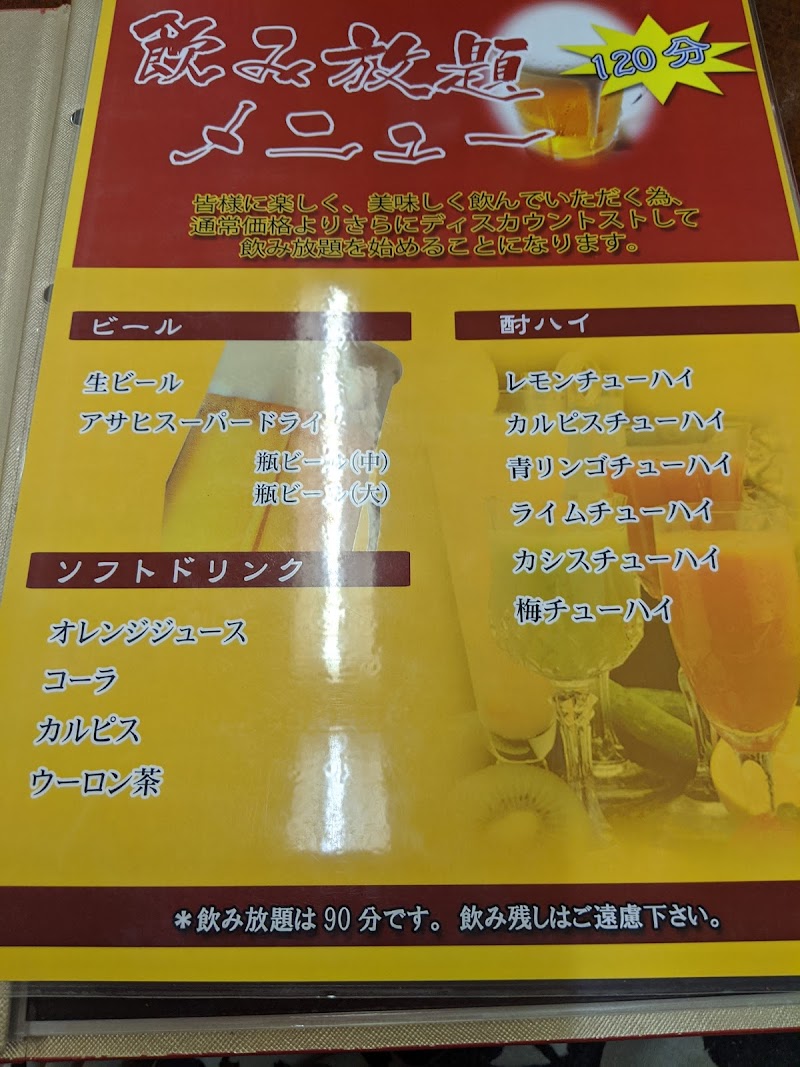 飲み放題
メニュー
120分
皆様に楽しく、美味しく飲んでいただく為、
通常価格よりさらにディスカウントストして
飲み放題を始めることになります。
ビール
生ビール
アサヒスーパードライ
瓶ビール(中)
瓶ビール(大)
ソフトドリンク
オレンジジュース
コーラ
カルピス
ウーロン茶
酎ハイ
レモンチューハイ
カルピスチューハイ
青リンゴチューハイ
ライムチューハイ
カシスチューハイ
梅チューハイ
*飲み放題は90分です。飲み残しはご遠慮下さい。